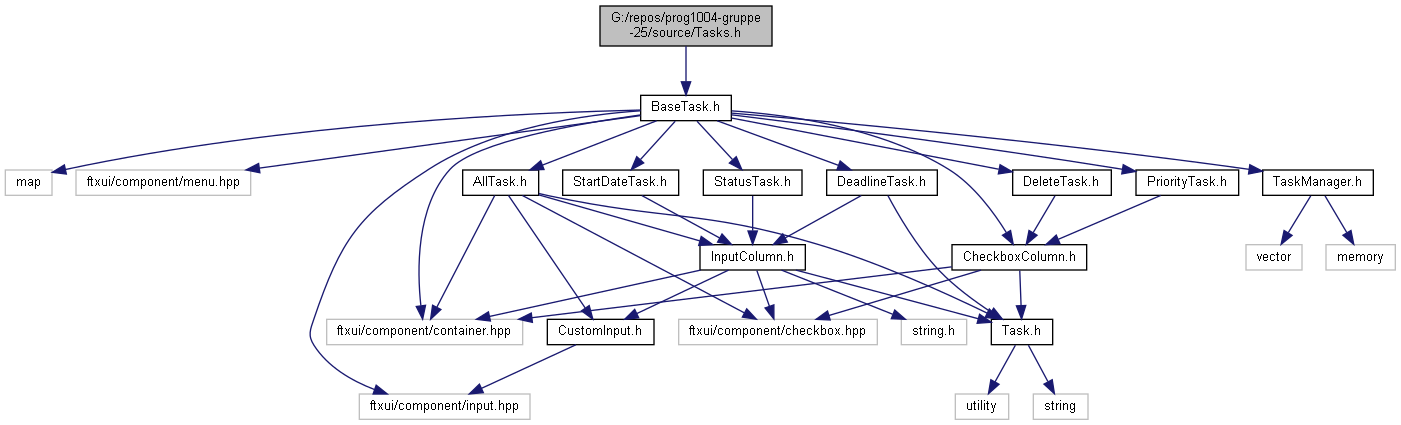 G:/repos/prog1004-gruppe
-25/source/Tasks.h
BaseTask.h
map
ftxui/component/menu.hpp
AllTask.h
StartDateTask.h
StatusTask.h
DeadlineTask.h
DeleteTask.h
PriorityTask.h
TaskManager.h
InputColumn.h
CheckboxColumn.h
vector
memory
ftxui/component/container.hpp
CustomInput.h
ftxui/component/checkbox.hpp
string.h
Task.h
ftxui/component/input.hpp
utility
string